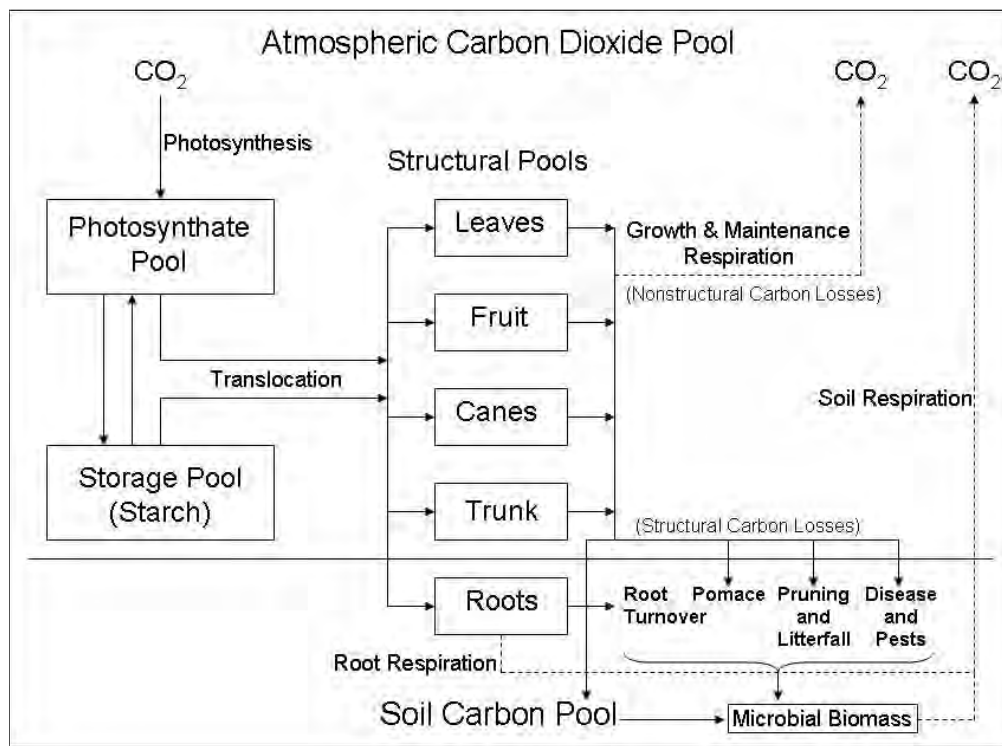 Atmospheric Carbon Dioxide Pool
CO2
CO2
CO2
Photosynthesis
Structural Pools
Photosynthate
Pool
Leaves
Growth & Maintenance
Respiration
(Nonstructural Carbon Losses)
Fruit
Translocation
Canes
Soil Respiration
Storage Pool
(Starch)
Trunk
(Structural Carbon Losses)
Roots
Root
Turnover
Pomace
Pruning
and
Litterfall
Disease
and
Pests
Root Respiration
Soil Carbon Pool
Microbial Biomass